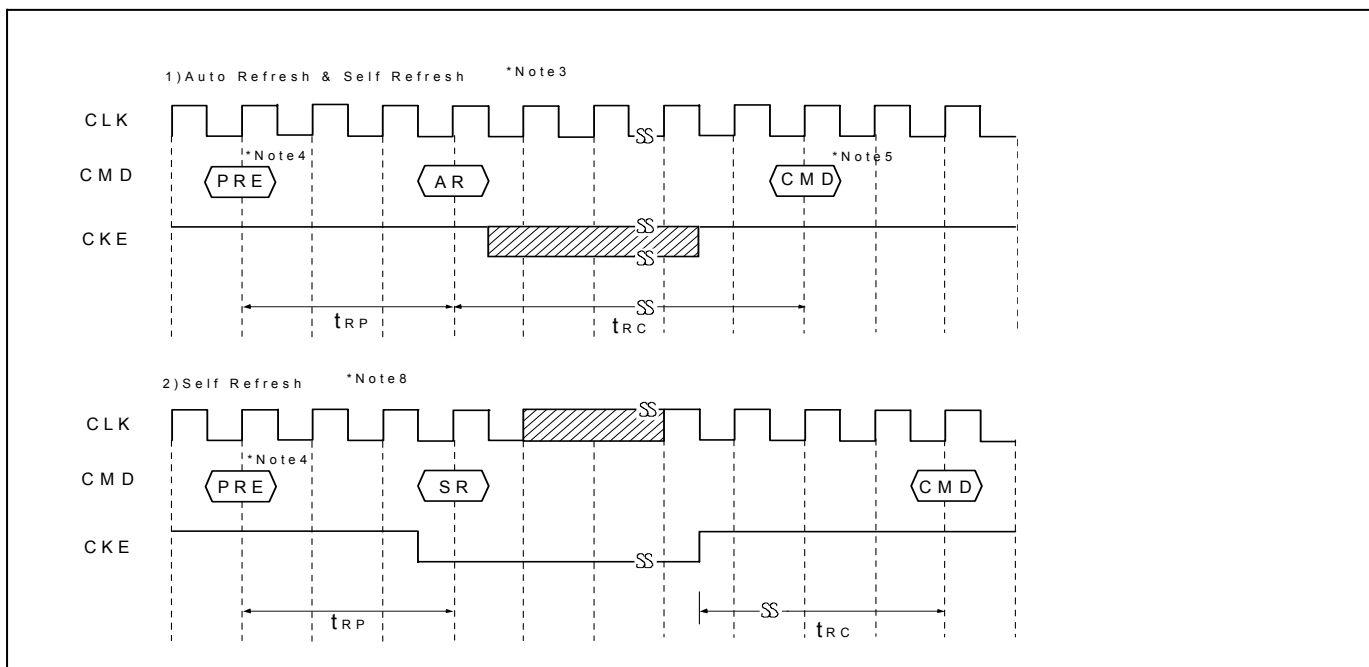 1)Auto Refresh & Self Refresh *Note3
CLK
*Note4 *Note5
CMD PRE AR CMD
CKE
tRP tRC
2)Self Refresh *Note8
CLK
*Note4
CMD PRE SR CMD
CKE
tRP tRC